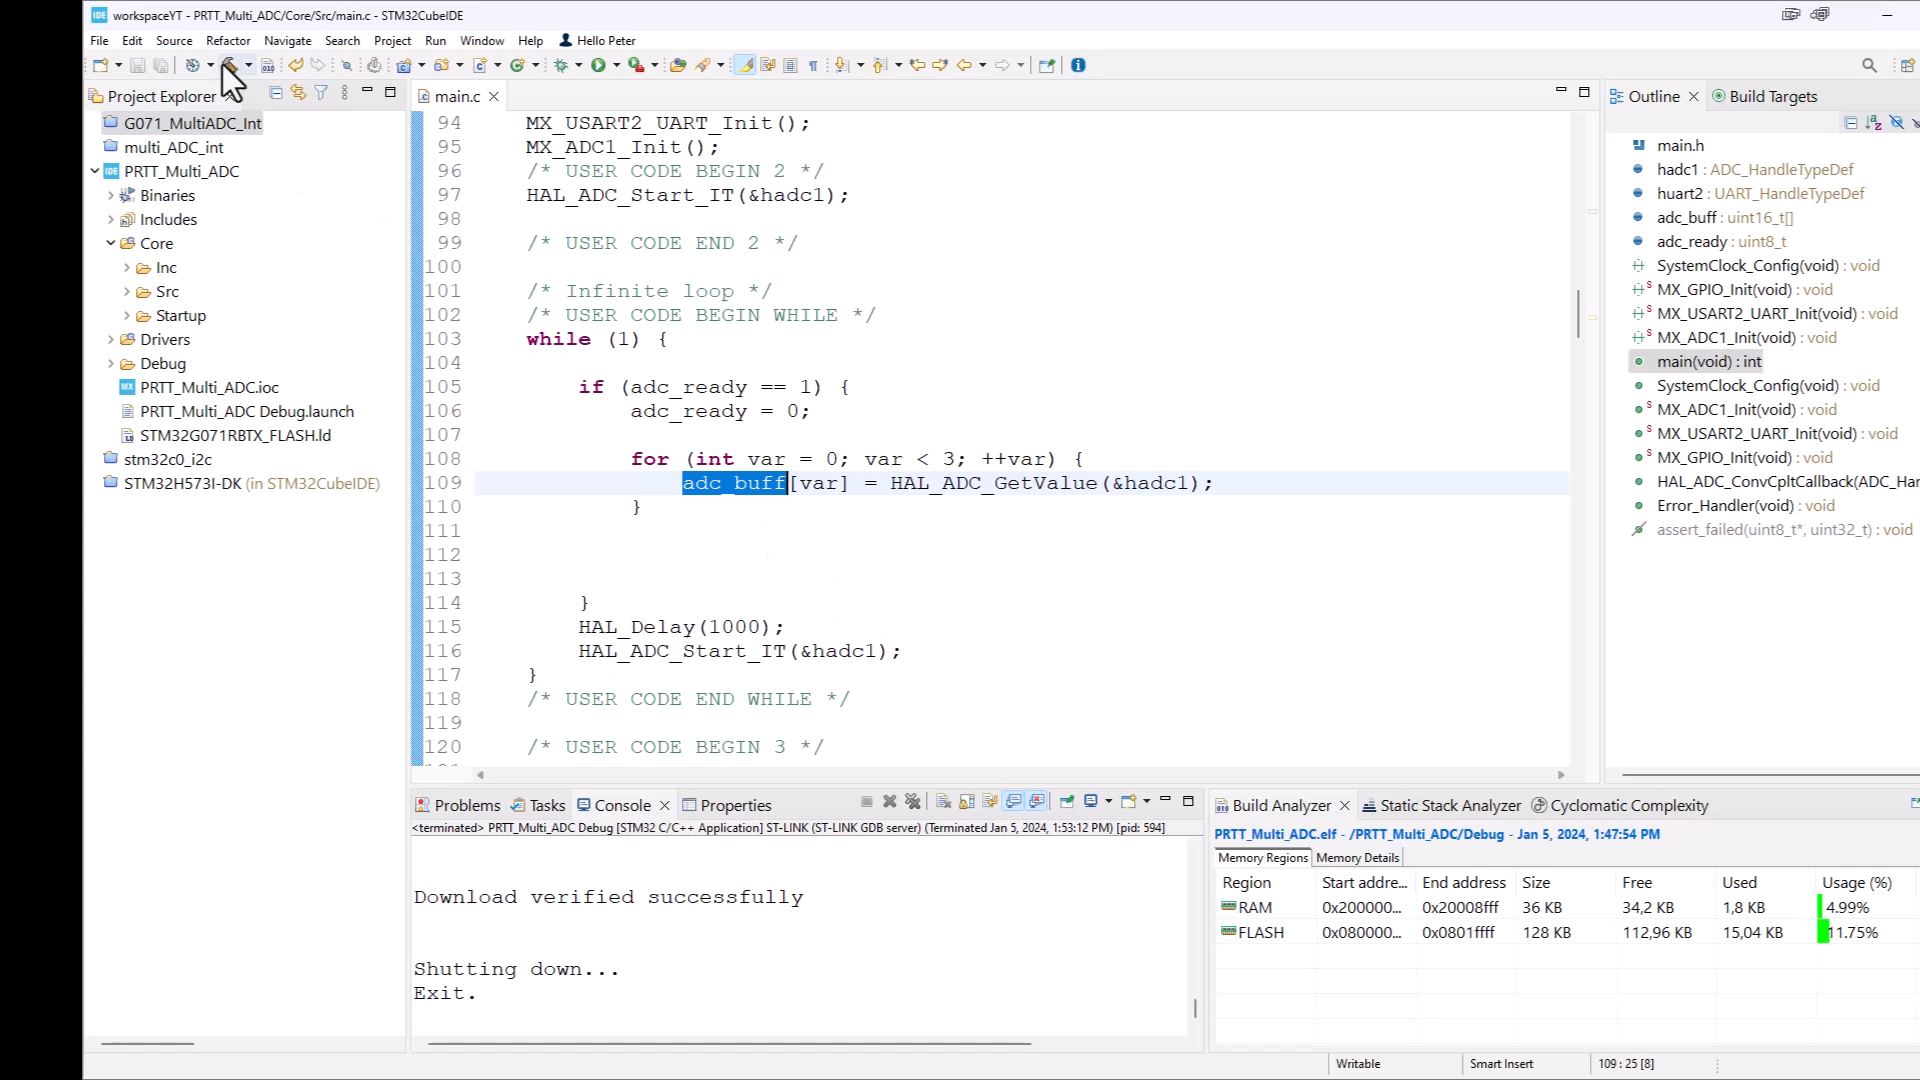 workspaceYT - PRTT_Multi_ADC/Core/Src/main.c - STM32CubeIDE
File Edit Source Refactor Navigate Search Project Run Window Help Hello Peter
Project Explorer
G071_MultiADC_Int
multi_ADC_int
PRTT_Multi_ADC
Binaries
Includes
Core
Inc
Src
Startup
Drivers
Debug
PRTT_Multi_ADC.ioc
PRTT_Multi_ADC Debug.launch
STM32G071RBTX_FLASH.ld
stm32c0_i2c
STM32H573I-DK (in STM32CubeIDE)
main.c
94 MX_USART2_UART_Init();
95 MX_ADC1_Init();
96 /* USER CODE BEGIN 2 */
97 HAL_ADC_Start_IT(&hadc1);
98
99 /* USER CODE END 2 */
100
101 /* Infinite loop */
102 /* USER CODE BEGIN WHILE */
103 while (1) {
104
105 if (adc_ready == 1) {
106 adc_ready = 0;
107
108 for (int var = 0; var < 3; ++var) {
109 adc_buff[var] = HAL_ADC_GetValue(&hadc1);
110 }
111
112
113
114 }
115 HAL_Delay(1000);
116 HAL_ADC_Start_IT(&hadc1);
117 }
118 /* USER CODE END WHILE */
119
120 /* USER CODE BEGIN 3 */
Outline Build Targets
main.h
hadc1 : ADC_HandleTypeDef
huart2 : UART_HandleTypeDef
adc_buff : uint16_t[]
adc_ready : uint8_t
SystemClock_Config(void) : void
MX_GPIO_Init(void) : void
MX_USART2_UART_Init(void) : void
MX_ADC1_Init(void) : void
main(void) : int
SystemClock_Config(void) : void
MX_ADC1_Init(void) : void
MX_USART2_UART_Init(void) : void
MX_GPIO_Init(void) : void
HAL_ADC_ConvCpltCallback(ADC_Har
Error_Handler(void) : void
assert_failed(uint8_t*, uint32_t) : void
Problems Tasks Console Properties
<terminated> PRTT_Multi_ADC Debug [STM32 C/C++ Application] ST-LINK (ST-LINK GDB server) (Terminated Jan 5, 2024, 1:53:12 PM) [pid: 594]
Download verified successfully
Shutting down...
Exit.
Build Analyzer Static Stack Analyzer Cyclomatic Complexity
PRTT_Multi_ADC.elf - /PRTT_Multi_ADC/Debug - Jan 5, 2024, 1:47:54 PM
Memory Regions Memory Details
Region Start addre... End address Size Free Used Usage (%)
RAM 0x200000... 0x20008fff 36 KB 34,2 KB 1,8 KB 4.99%
FLASH 0x080000... 0x0801ffff 128 KB 112,96 KB 15,04 KB 11.75%
Writable Smart Insert 109 : 25 [8]